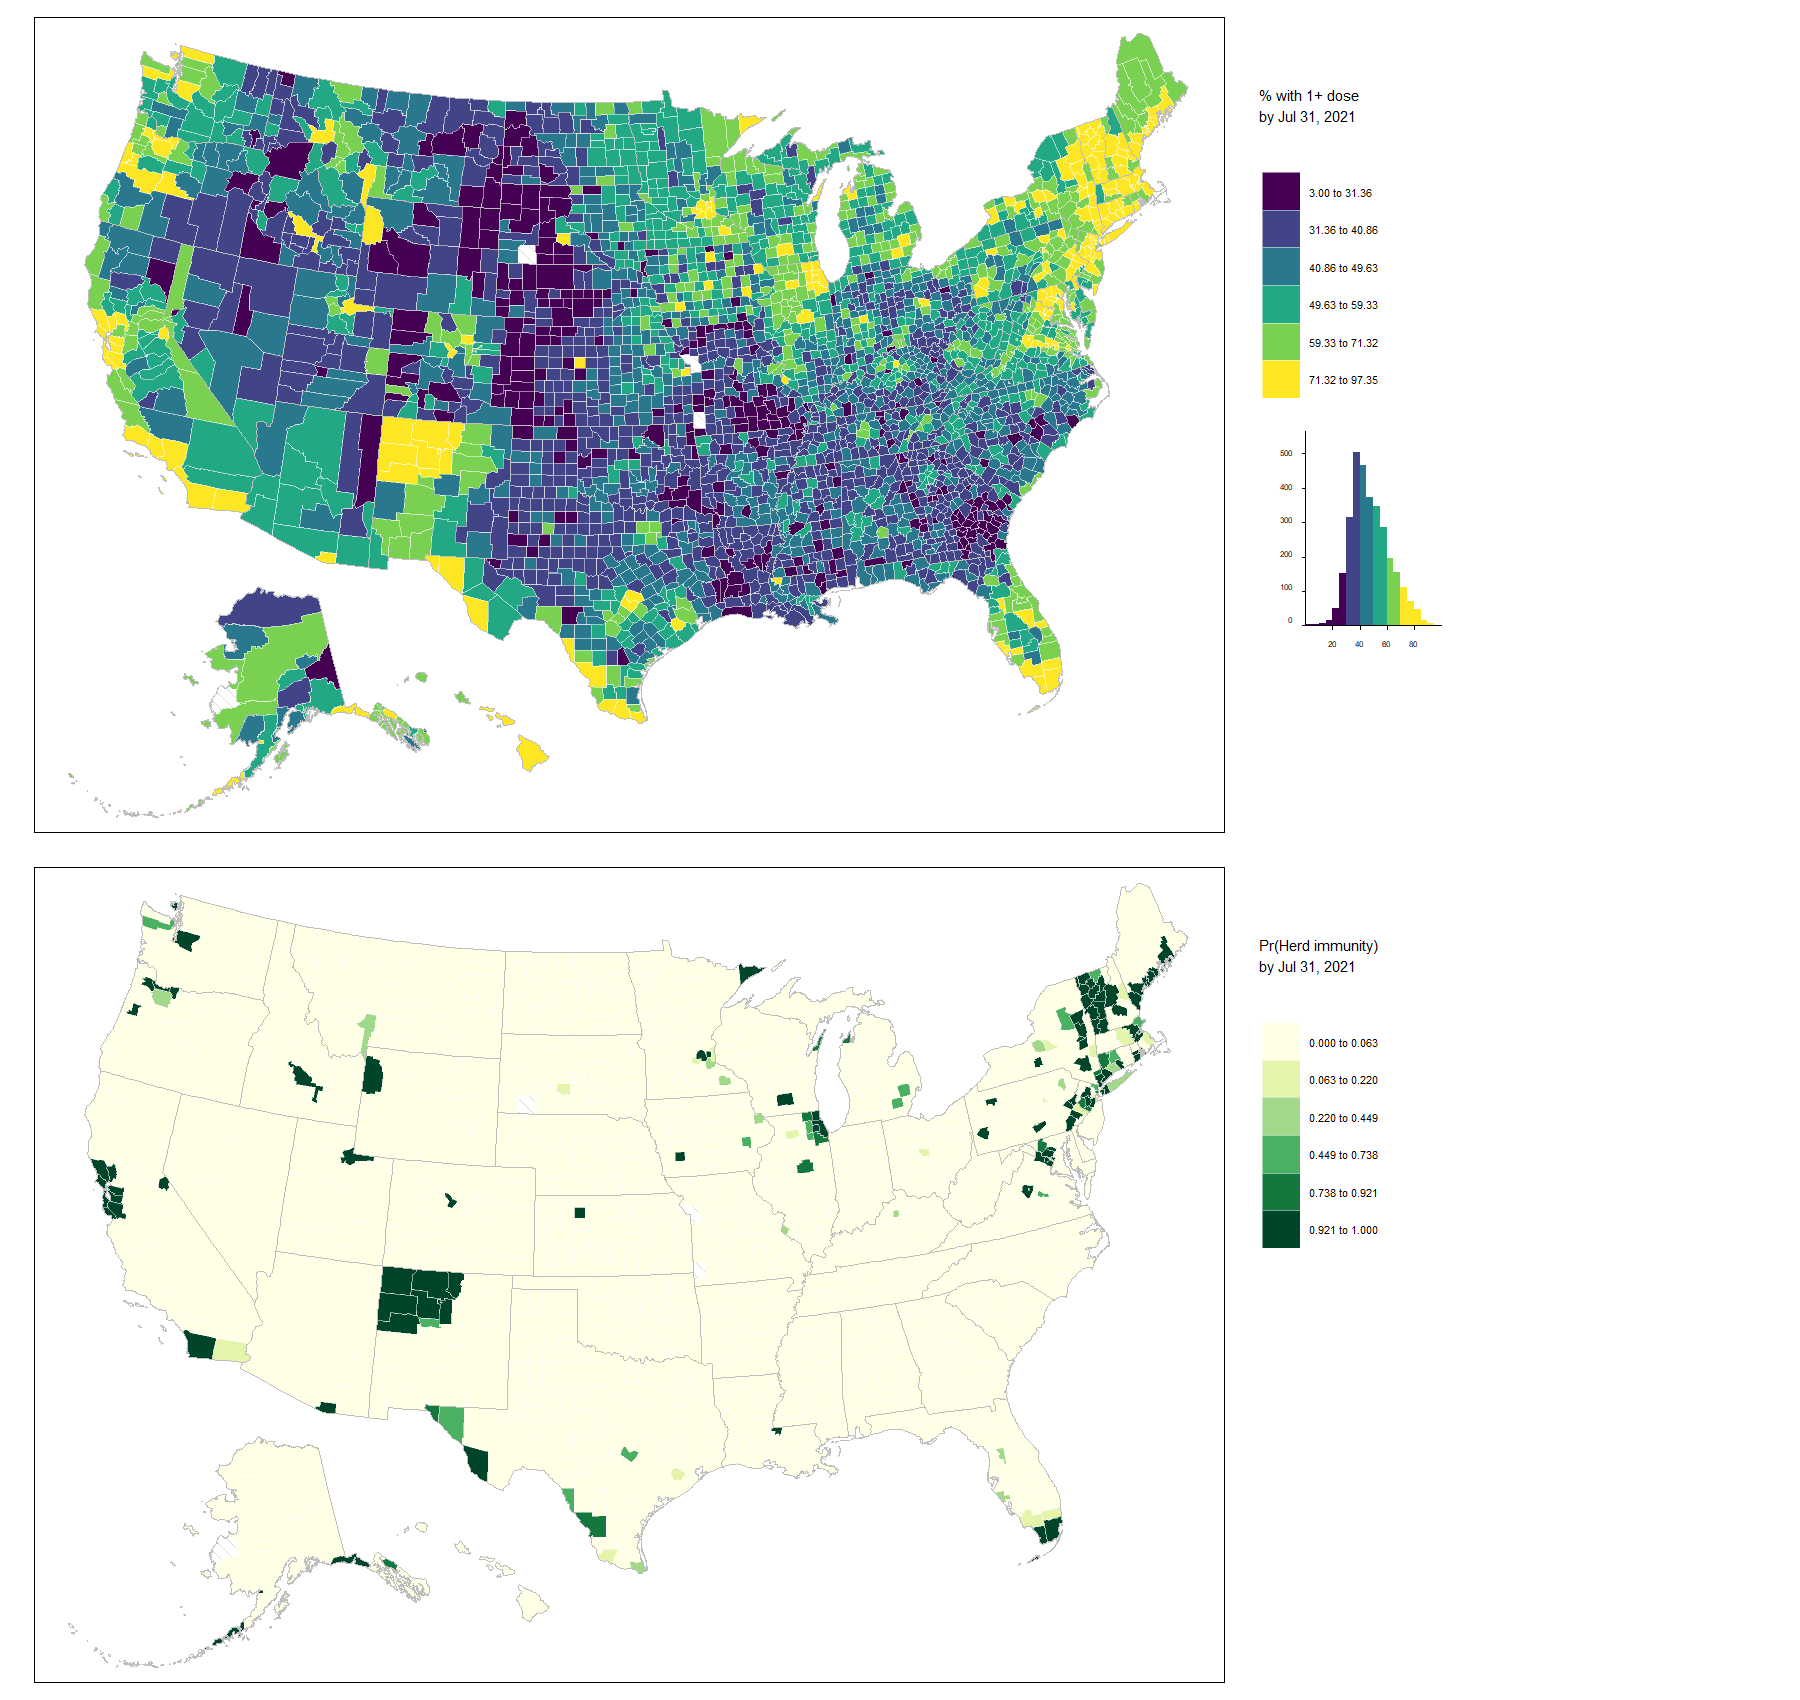 % with 1+ dose
by Jul 31, 2021
3.00 to 31.36
31.36 to 40.86
40.86 to 49.63
49.63 to 59.33
59.33 to 71.32
71.32 to 97.35
500
400
300
200
100
0
20 40 60 80
Pr(Herd immunity)
by Jul 31, 2021
0.000 to 0.063
0.063 to 0.220
0.220 to 0.449
0.449 to 0.738
0.738 to 0.921
0.921 to 1.000